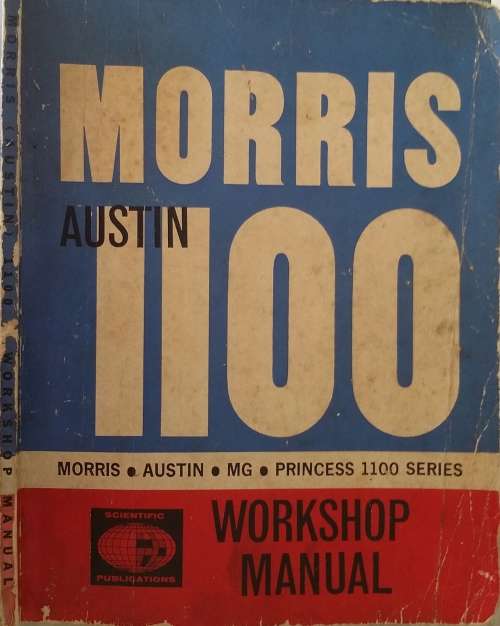 MORRIS
AUSTIN
1100
MORRIS • AUSTIN • MG • PRINCESS 1100 SERIES
SCIENTIFIC
PUBLICATIONS
WORKSHOP
MANUAL
MORRIS (AUSTIN) 1100 WORKSHOP MANUAL